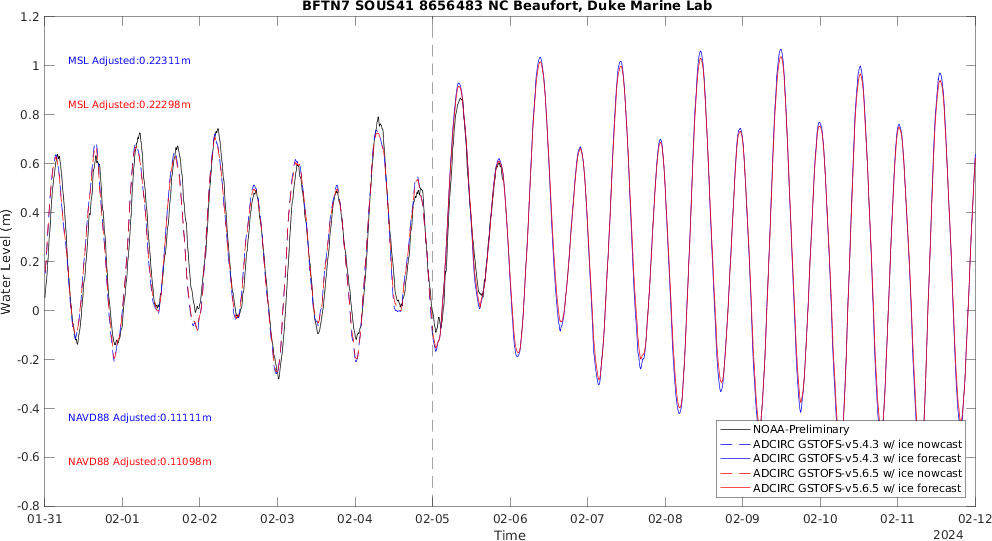 BFTN7 SOUS41 8656483 NC Beaufort, Duke Marine Lab
1.2
1
0.8
0.6
0.4
0.2
0
-0.2
-0.4
-0.6
-0.8
Water Level (m)
MSL Adjusted:0.22311m
MSL Adjusted:0.22298m
NAVD88 Adjusted:0.11111m
NAVD88 Adjusted:0.11098m
NOAA-Preliminary
ADCIRC GSTOFS-v5.4.3 w/ ice nowcast
ADCIRC GSTOFS-v5.4.3 w/ ice forecast
ADCIRC GSTOFS-v5.6.5 w/ ice nowcast
ADCIRC GSTOFS-v5.6.5 w/ ice forecast
01-31 02-01 02-02 02-03 02-04 02-05 02-06 02-07 02-08 02-09 02-10 02-11 02-12
Time
2024